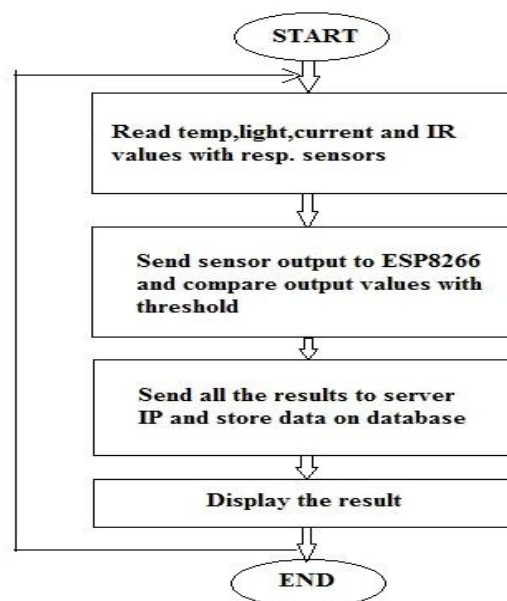 START
Read temp,light,current and IR
values with resp. sensors
Send sensor output to ESP8266
and compare output values with
threshold
Send all the results to server
IP and store data on database
Display the result
END